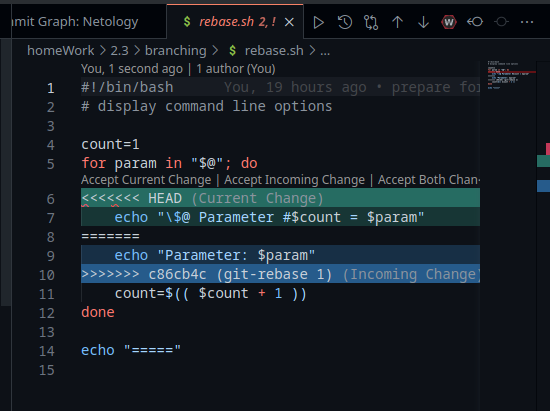 mit Graph: Netology
$ rebase.sh 2, !
W
homeWork > 2.3 > branching > $ rebase.sh > ...
You, 1 second ago | 1 author (You)
1 #!/bin/bash You, 19 hours ago • prepare for
2 # display command line options
3
4 count=1
5 for param in "$@"; do
Accept Current Change | Accept Incoming Change | Accept Both Chan
6 <<<<<<< HEAD (Current Change)
7 echo "\$@ Parameter #$count = $param"
8 =======
9 echo "Parameter: $param"
10 >>>>>>> c86cb4c (git-rebase 1) (Incoming Change)
11 count=$(( $count + 1 ))
12 done
13
14 echo "====="
15